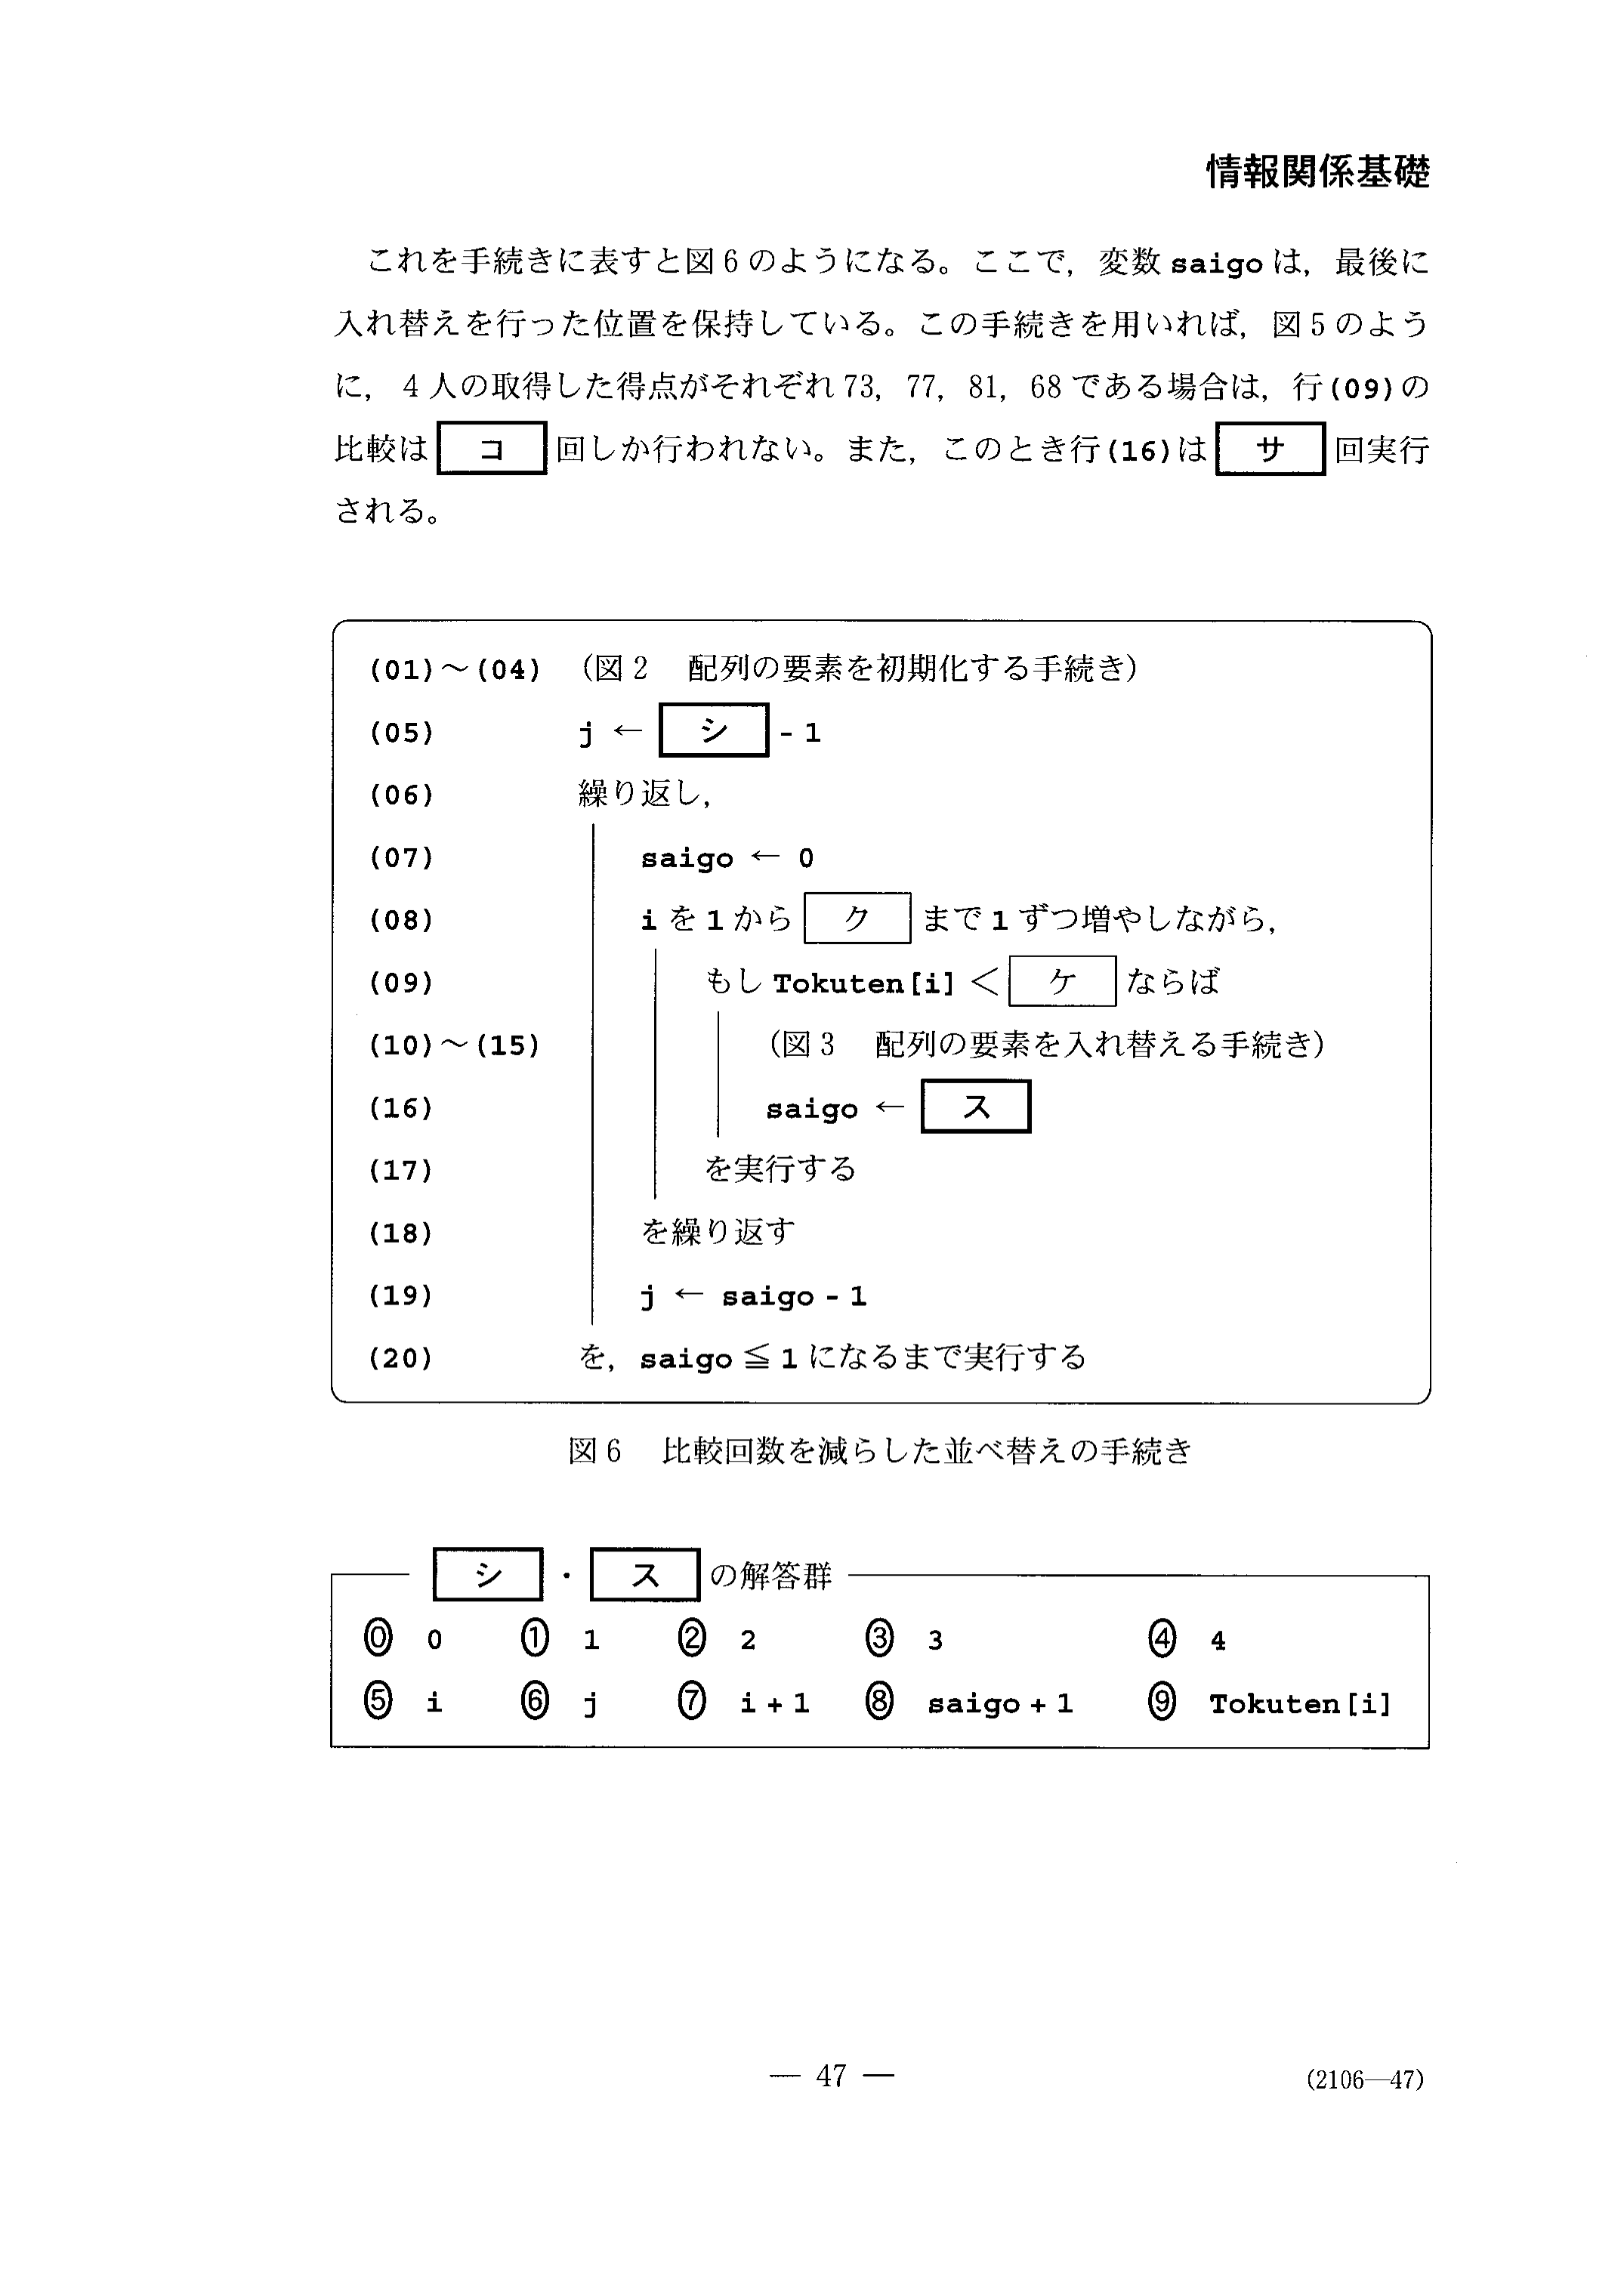 情報関係基礎
これを手続きに表すと図6のようになる。ここで，変数saigoは，最後に
入れ替えを行った位置を保持している。この手続きを用いれば，図5のよう
に，4人の取得した得点がそれぞれ73，77，81，68である場合は，行(09)の
比較は コ 回しか行われない。また，このとき行(16)は サ 回実行
される。
(01)～(04) （図2 配列の要素を初期化する手続き）
(05) j ← シ - 1
(06) 繰り返し，
(07) saigo ← 0
(08) i を 1 から ク まで 1 ずつ増やしながら，
(09) もし Tokuten[i] ＜ ケ ならば
(10)～(15) （図3 配列の要素を入れ替える手続き）
(16) saigo ← ス
(17) を実行する
(18) を繰り返す
(19) j ← saigo - 1
(20) を，saigo ≦ 1 になるまで実行する
図6 比較回数を減らした並べ替えの手続き
シ ・ ス の解答群
⓪ 0 ① 1 ② 2 ③ 3 ④ 4
⑤ i ⑥ j ⑦ i + 1 ⑧ saigo + 1 ⑨ Tokuten[i]
— 47 —
(2106—47)